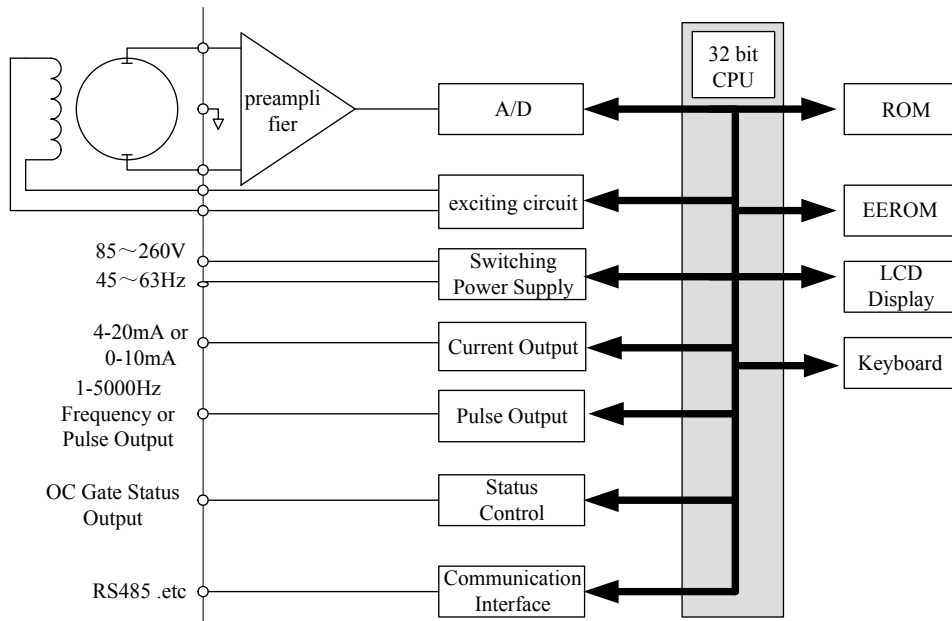 32 bit
CPU
preampli
fier
A/D
ROM
exciting circuit
EEROM
85～260V
45～63Hz
Switching
Power Supply
LCD
Display
4-20mA or
0-10mA
Current Output
Keyboard
1-5000Hz
Frequency or
Pulse Output
Pulse Output
OC Gate Status
Output
Status
Control
RS485 .etc
Communication
Interface